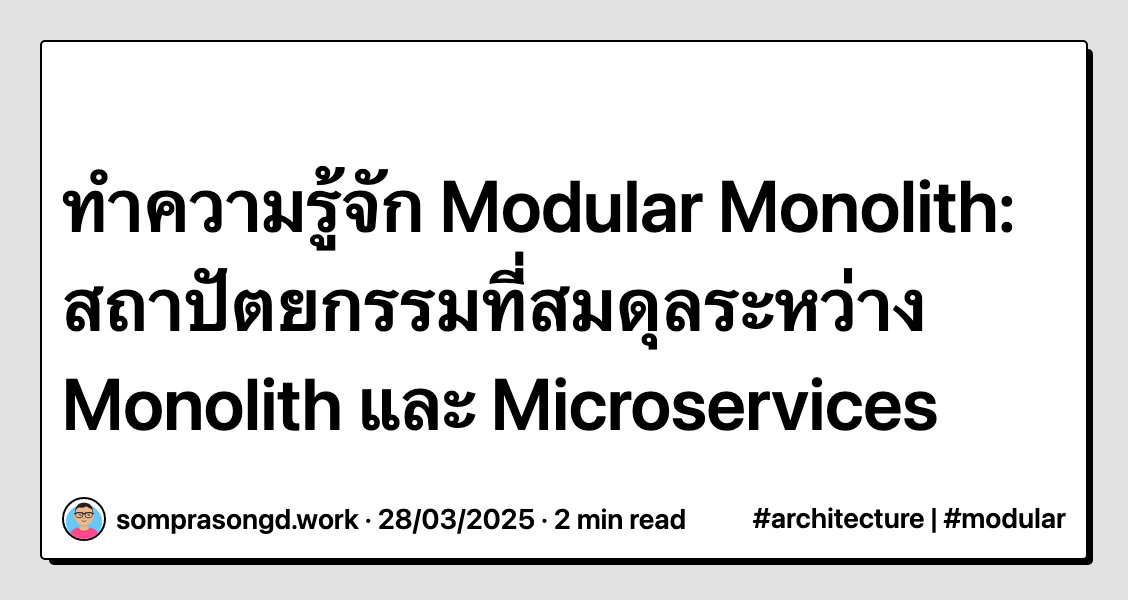 ทำความรู้จัก Modular Monolith:
สถาปัตยกรรมที่สมดุลระหว่าง
Monolith และ Microservices
somprasongd.work · 28/03/2025 · 2 min read
#architecture | #modular